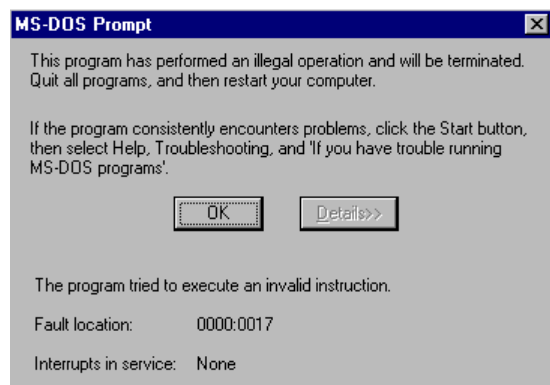 MS-DOS Prompt
This program has performed an illegal operation and will be terminated.
Quit all programs, and then restart your computer.
If the program consistently encounters problems, click the Start button,
then select Help, Troubleshooting, and 'If you have trouble running
MS-DOS programs'.
OK
Details>>
The program tried to execute an invalid instruction.
Fault location: 0000:0017
Interrupts in service: None